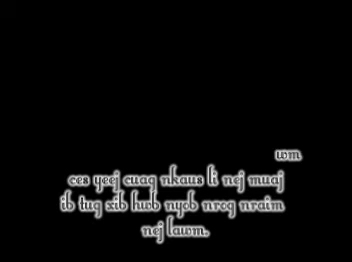 wm
ces yeej cuag nkaus li nej muaj
ib tug xib hwb nyob nrog nraim
nej lawm.